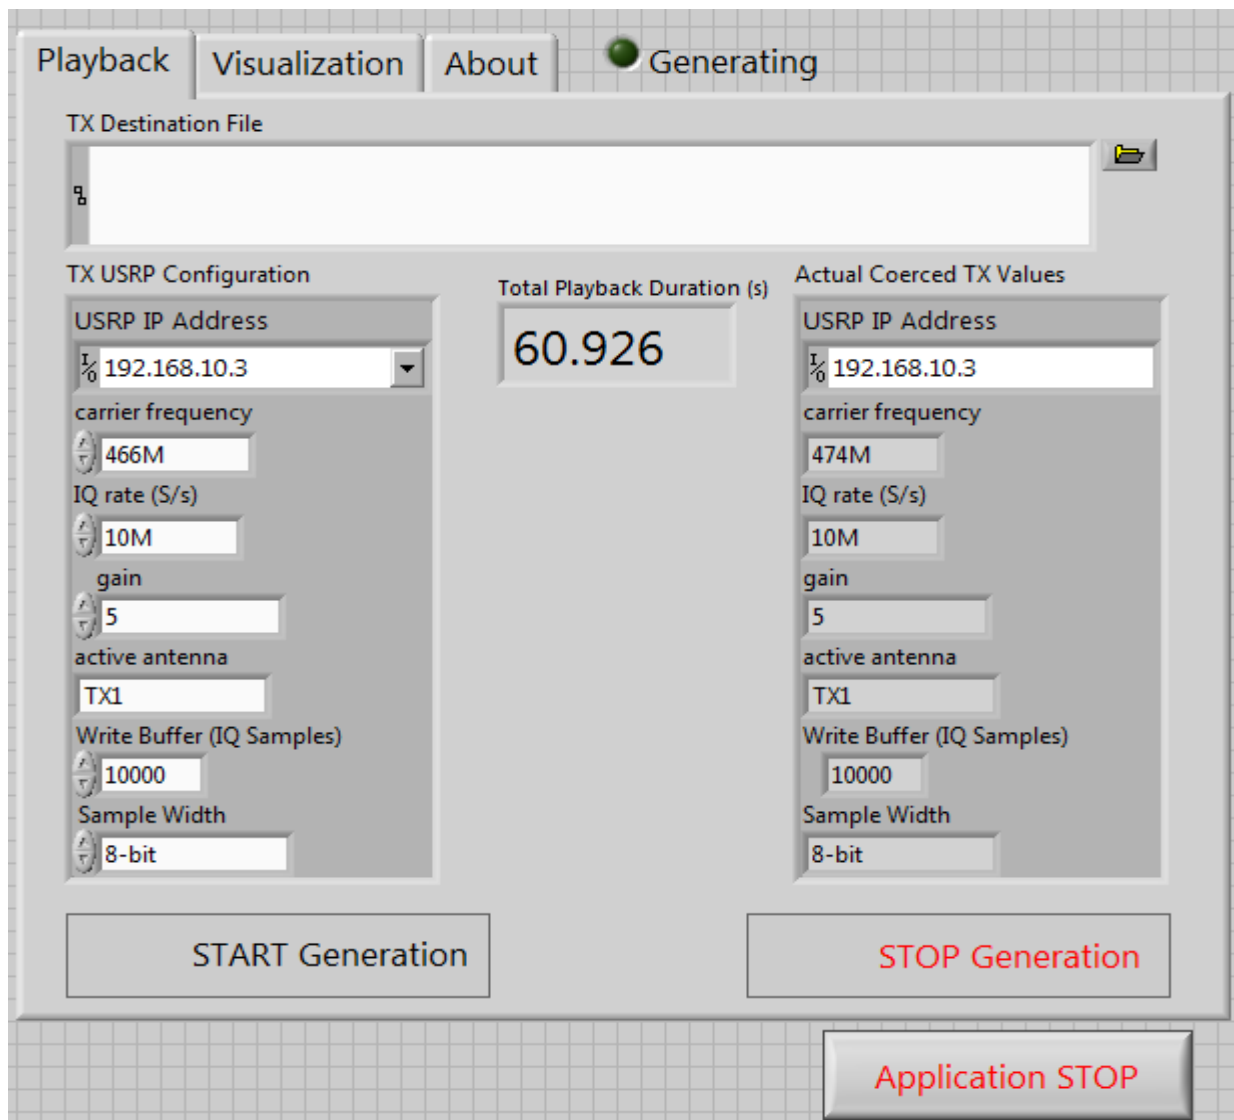 Playback Visualization About Generating
TX Destination File
TX USRP Configuration
Total Playback Duration (s)
Actual Coerced TX Values
USRP IP Address
192.168.10.3
carrier frequency
466M
IQ rate (S/s)
10M
gain
5
active antenna
TX1
Write Buffer (IQ Samples)
10000
Sample Width
8-bit
60.926
USRP IP Address
192.168.10.3
carrier frequency
474M
IQ rate (S/s)
10M
gain
5
active antenna
TX1
Write Buffer (IQ Samples)
10000
Sample Width
8-bit
START Generation
STOP Generation
Application STOP